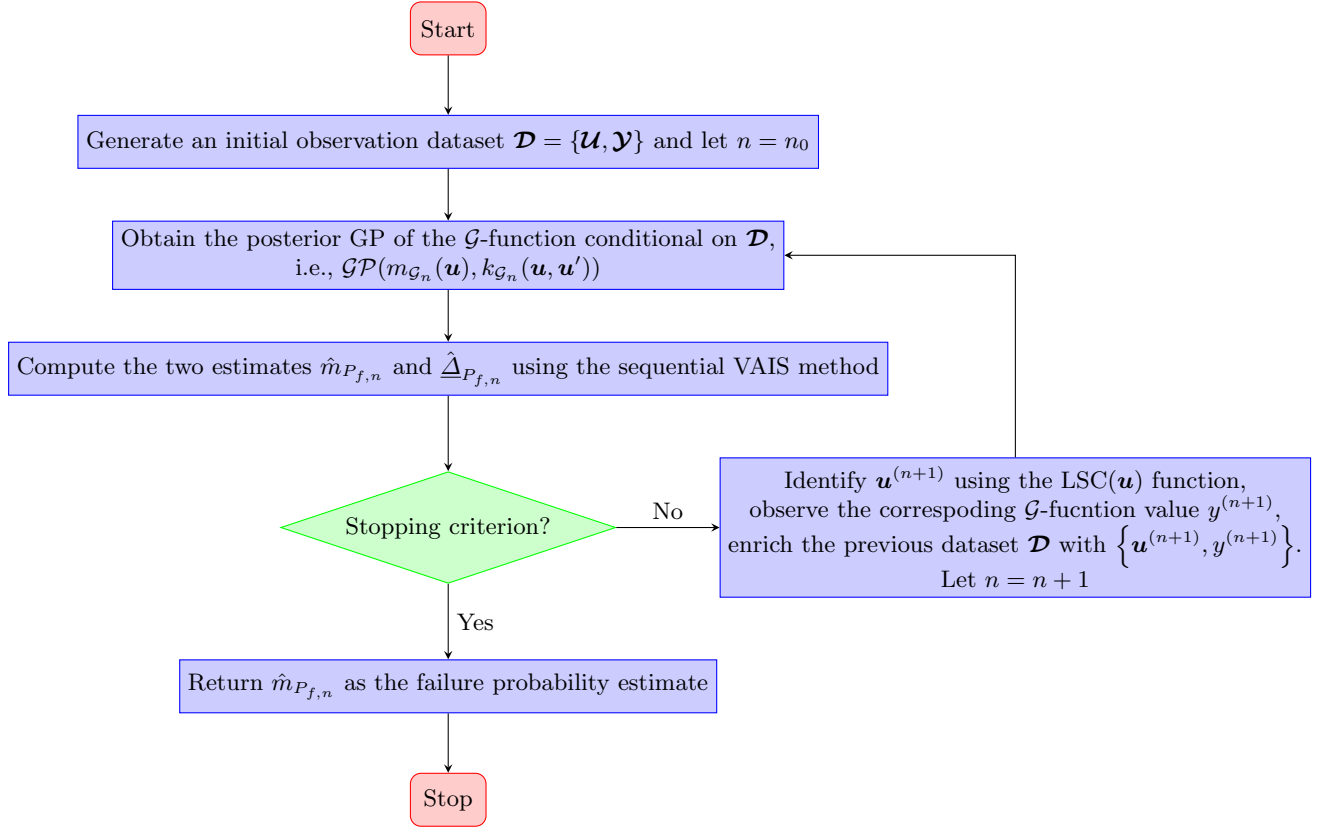 Start
Generate an initial observation dataset 𝓓 = {𝓤, 𝓨} and let n = n₀
Obtain the posterior GP of the 𝒢-function conditional on 𝓓,
i.e., 𝒢𝒫(m_{𝒢_n}(𝒖), k_{𝒢_n}(𝒖, 𝒖′))
Compute the two estimates m̂_{P_{f,n}} and \underline{\hat{Δ}}_{P_{f,n}} using the sequential VAIS method
Stopping criterion?
No
Identify 𝒖^{(n+1)} using the LSC(𝒖) function,
observe the correspoding 𝒢-fucntion value y^{(n+1)},
enrich the previous dataset 𝓓 with {𝒖^{(n+1)}, y^{(n+1)}}.
Let n = n + 1
Yes
Return m̂_{P_{f,n}} as the failure probability estimate
Stop